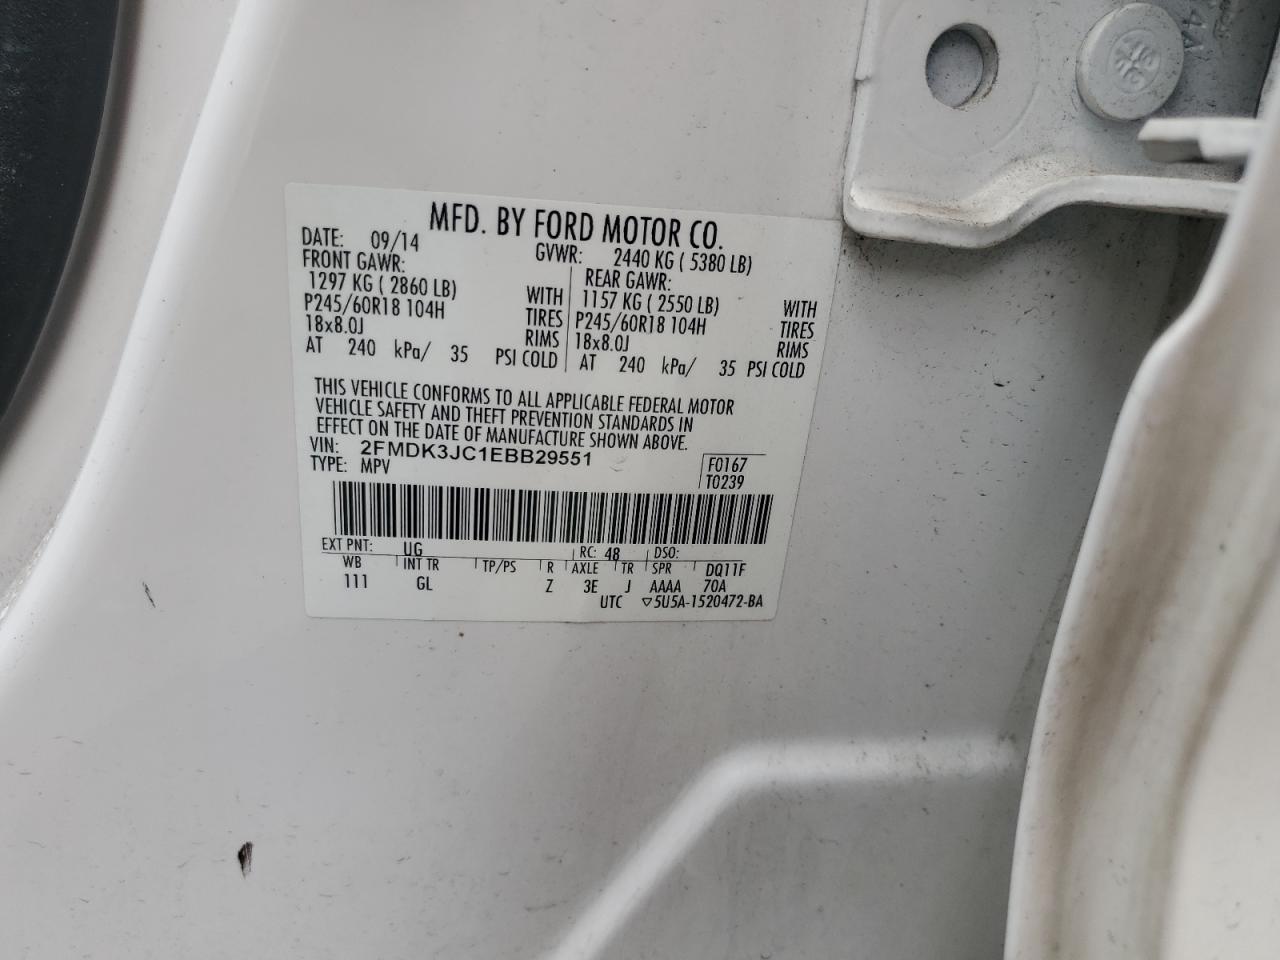 MFD. BY FORD MOTOR CO.
DATE: 09/14 GVWR: 2440 KG ( 5380 LB)
FRONT GAWR: REAR GAWR:
1297 KG ( 2860 LB) WITH 1157 KG ( 2550 LB) WITH
P245/60R18 104H TIRES P245/60R18 104H TIRES
18x8.0J RIMS 18x8.0J RIMS
AT 240 kPa/ 35 PSI COLD AT 240 kPa/ 35 PSI COLD
THIS VEHICLE CONFORMS TO ALL APPLICABLE FEDERAL MOTOR
VEHICLE SAFETY AND THEFT PREVENTION STANDARDS IN
EFFECT ON THE DATE OF MANUFACTURE SHOWN ABOVE.
VIN: 2FMDK3JC1EBB29551 F0167
TYPE: MPV T0239
EXT PNT: UG RC: 48 DSO:
WB INT TR TP/PS R AXLE TR SPR DQ11F
111 GL Z 3E J AAAA 70A
UTC ▽5U5A-1520472-BA